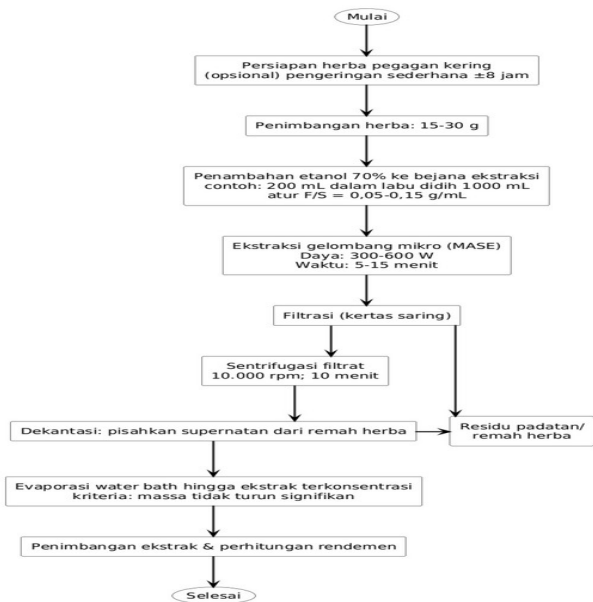 Mulai
Persiapan herba pegagan kering
(opsional) pengeringan sederhana ±8 jam
Penimbangan herba: 15-30 g
Penambahan etanol 70% ke bejana ekstraksi
contoh: 200 mL dalam labu didih 1000 mL
atur F/S = 0,05-0,15 g/mL
Ekstraksi gelombang mikro (MASE)
Daya: 300-600 W
Waktu: 5-15 menit
Filtrasi (kertas saring)
Sentrifugasi filtrat
10.000 rpm; 10 menit
Dekantasi: pisahkan supernatan dari remah herba
Residu padatan/
remah herba
Evaporasi water bath hingga ekstrak terkonsentrasi
kriteria: massa tidak turun signifikan
Penimbangan ekstrak & perhitungan rendemen
Selesai